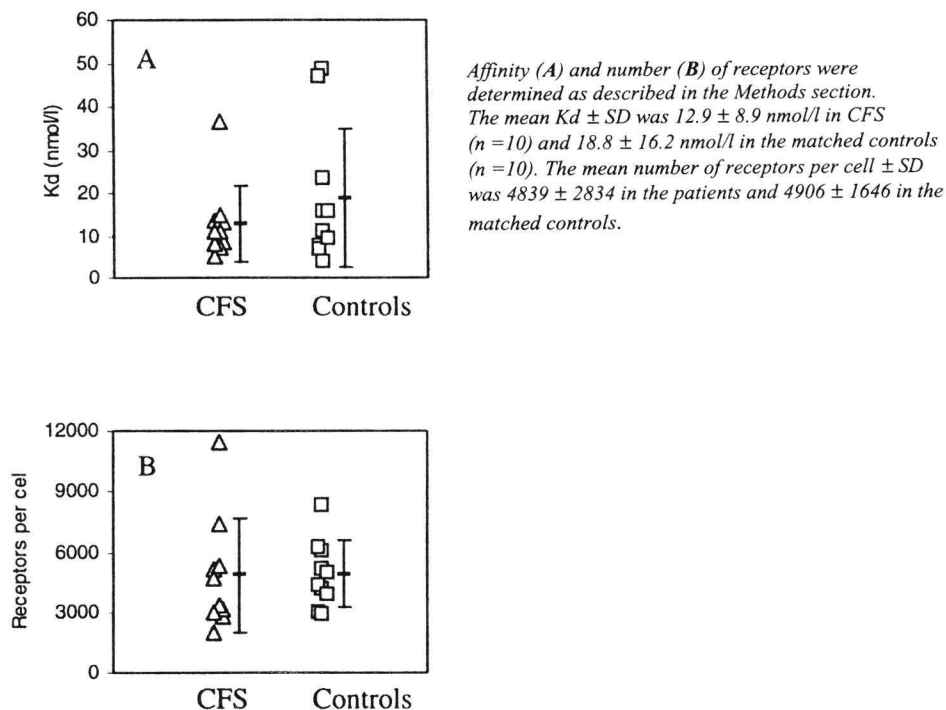 60
50
40
30
20
10
0
Kd (nmol/l)
A
CFS Controls
Affinity (A) and number (B) of receptors were
determined as described in the Methods section.
The mean Kd ± SD was 12.9 ± 8.9 nmol/l in CFS
(n =10) and 18.8 ± 16.2 nmol/l in the matched controls
(n =10). The mean number of receptors per cell ± SD
was 4839 ± 2834 in the patients and 4906 ± 1646 in the
matched controls.
12000
9000
6000
3000
0
Receptors per cel
B
CFS Controls